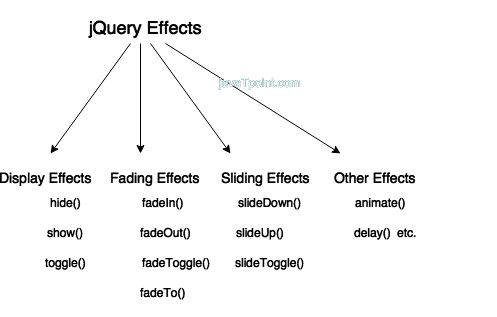 jQuery Effects
javaTpoint.com
Display Effects Fading Effects Sliding Effects Other Effects
hide() fadeIn() slideDown() animate()
show() fadeOut() slideUp() delay() etc.
toggle() fadeToggle() slideToggle()
fadeTo()